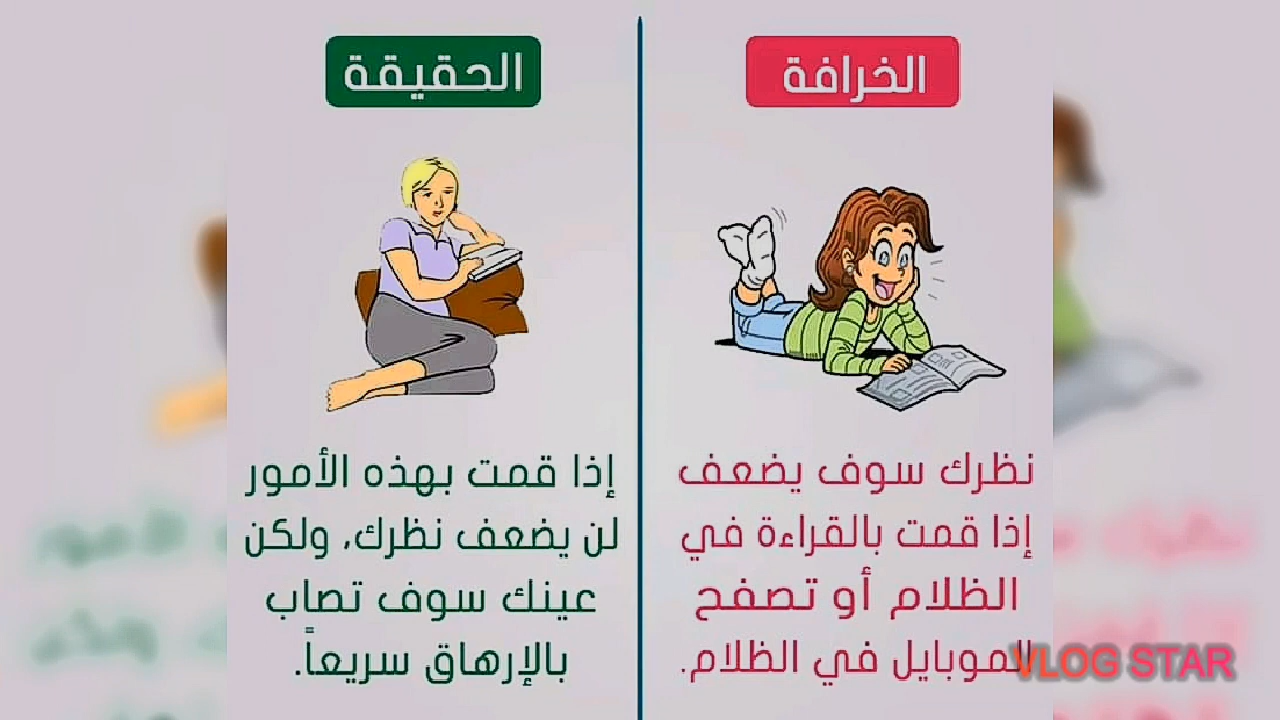 الخرافة
نظرك سوف يضعف
إذا قمت بالقراءة في
الظلام أو تصفح
الموبايل في الظلام.
الحقيقة
إذا قمت بهذه الأمور
لن يضعف نظرك، ولكن
عينك سوف تصاب
بالإرهاق سريعاً.
VLOG STAR